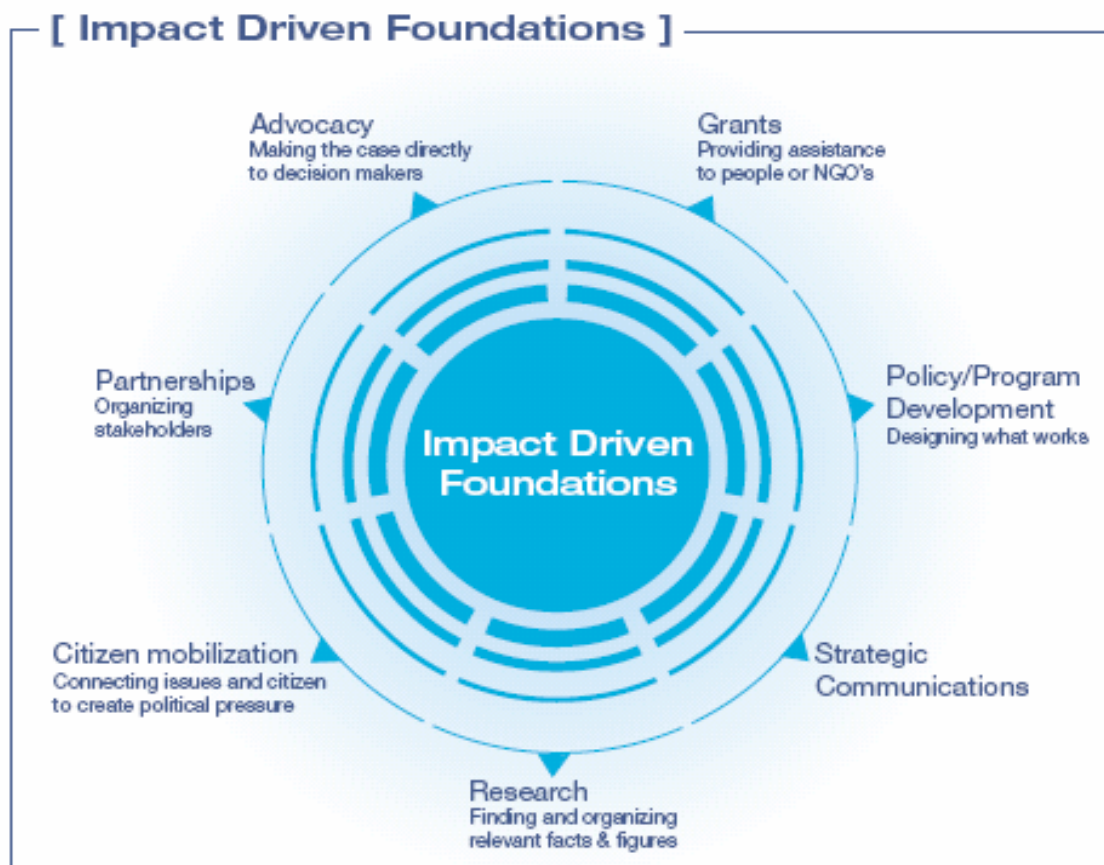 [ Impact Driven Foundations ]
Advocacy
Making the case directly
to decision makers
Grants
Providing assistance
to people or NGO's
Partnerships
Organizing
stakeholders
Policy/Program
Development
Designing what works
Impact Driven
Foundations
Citizen mobilization
Connecting issues and citizen
to create political pressure
Strategic
Communications
Research
Finding and organizing
relevant facts & figures